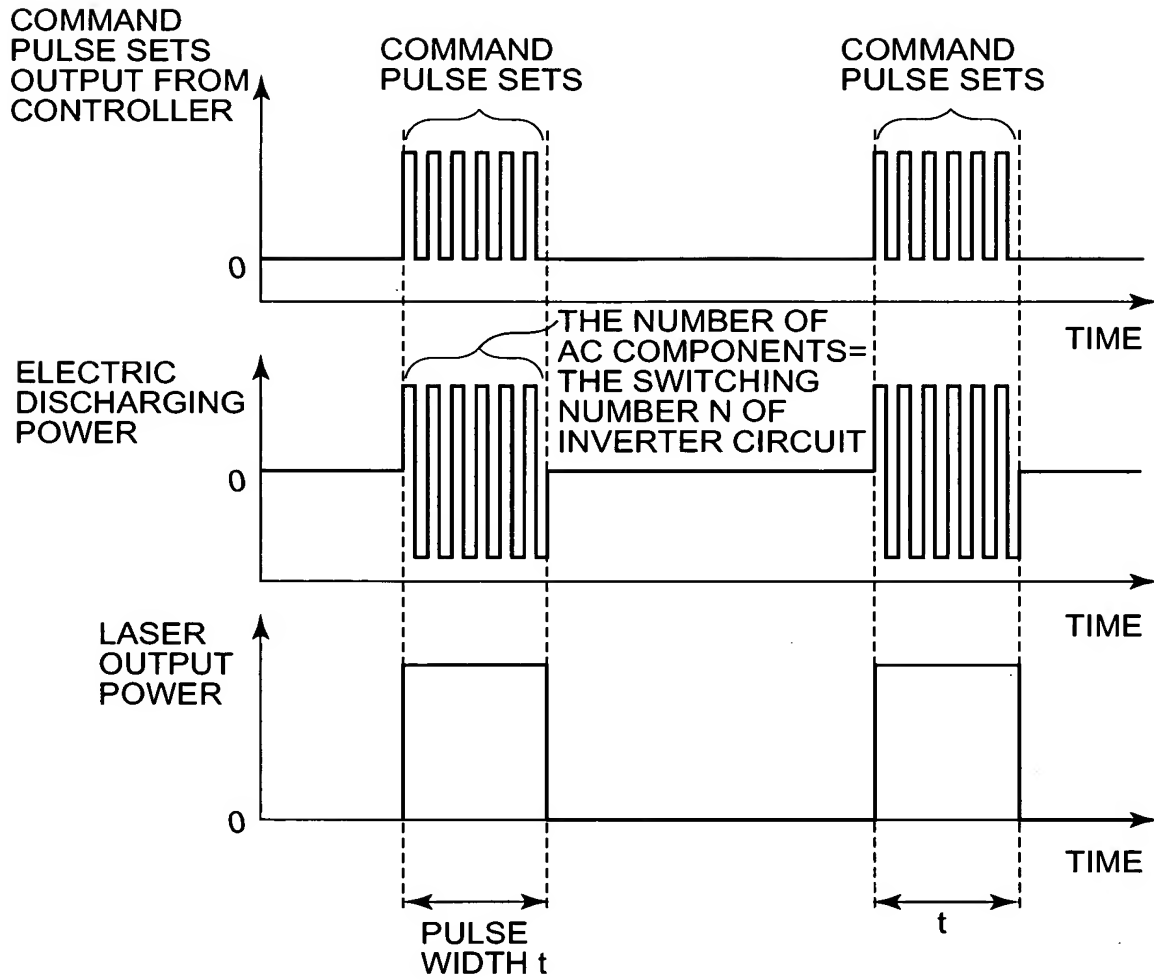 COMMAND
PULSE SETS
OUTPUT FROM
CONTROLLER
COMMAND
PULSE SETS
COMMAND
PULSE SETS
0
TIME
ELECTRIC
DISCHARGING
POWER
THE NUMBER OF
AC COMPONENTS=
THE SWITCHING
NUMBER N OF
INVERTER CIRCUIT
0
TIME
LASER
OUTPUT
POWER
0
TIME
PULSE
WIDTH t
t